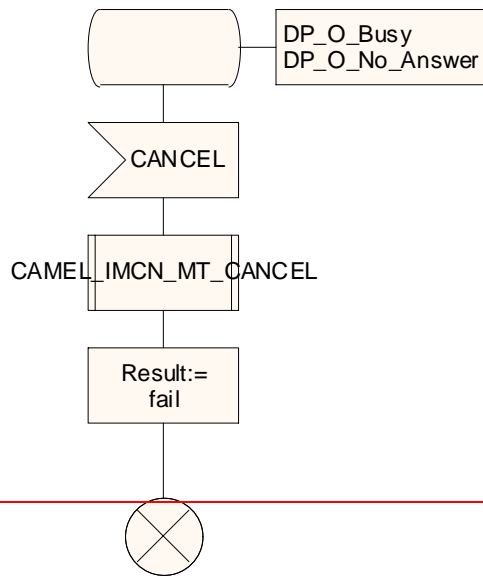 DP_O_Busy
DP_O_No_Answer
CANCEL
CAMEL_IMCN_MT_CANCEL
Result:=
fail